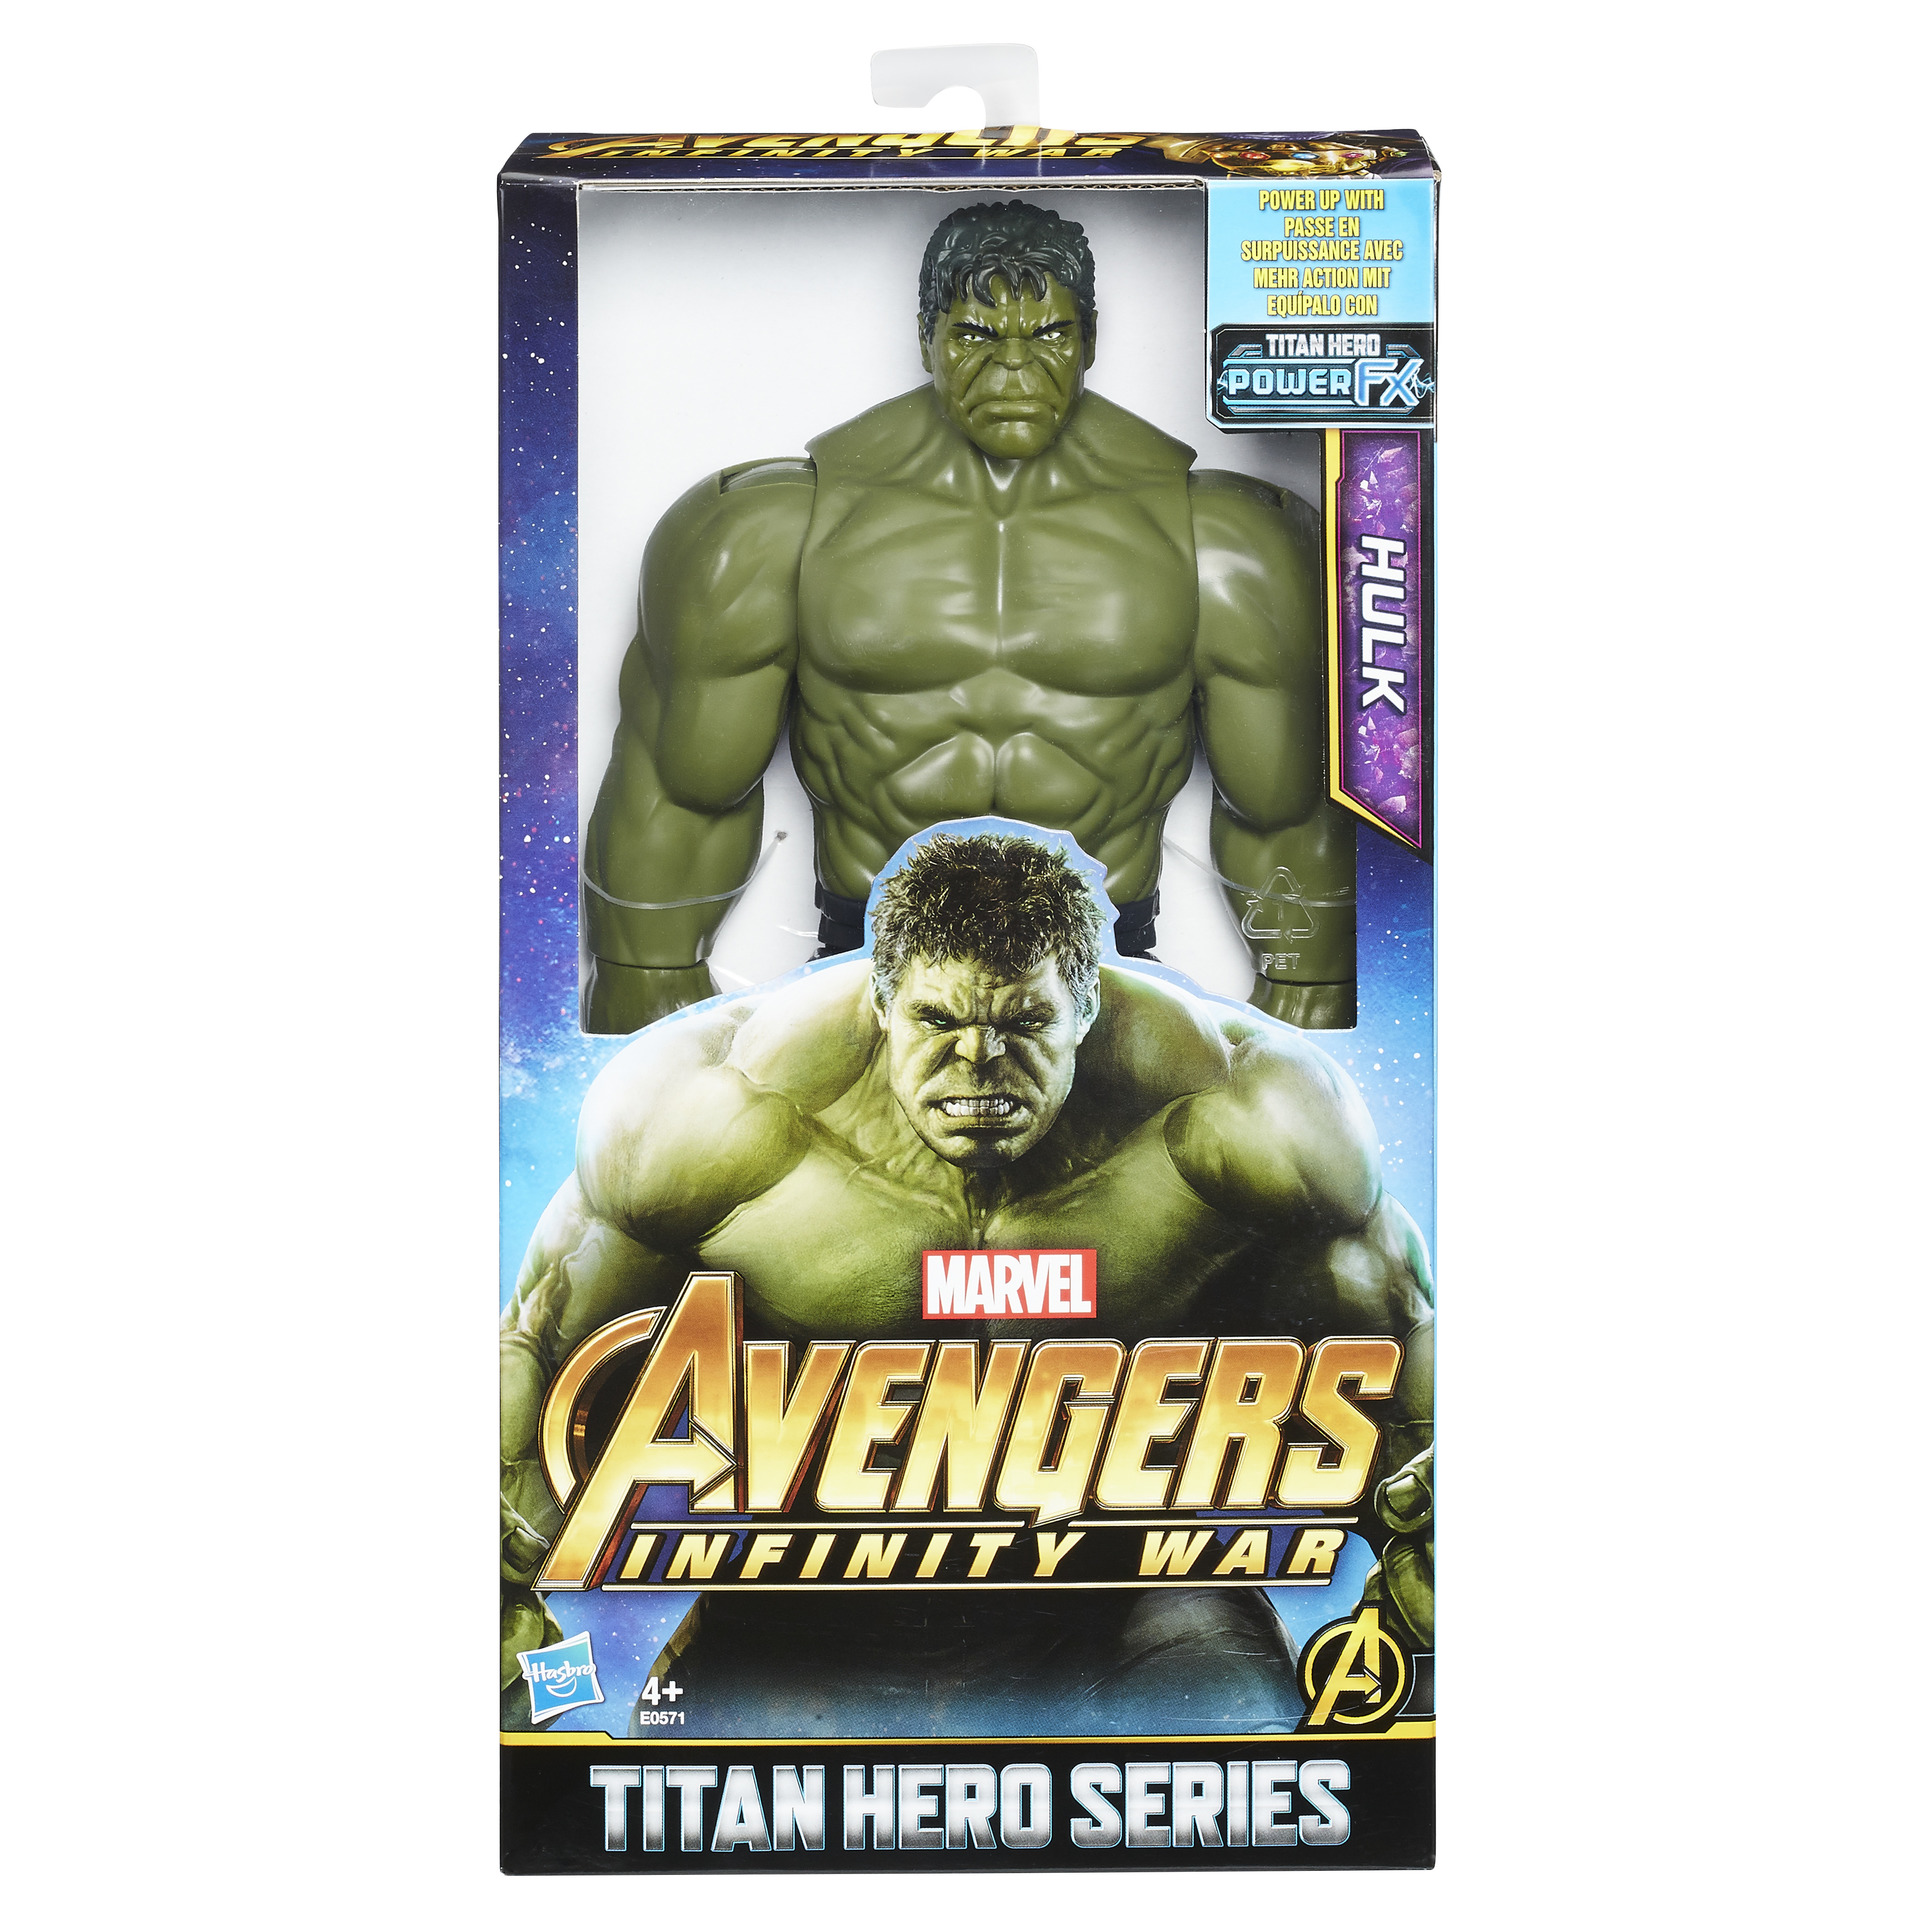 AVENGERS
INFINITY WAR
POWER UP WITH
PASSE EN
SURPUISSANCE AVEC
MEHR ACTION MIT
EQUÍPALO CON
TITAN HERO
POWER FX
HULK
PET
MARVEL
AVENGERS
INFINITY WAR
Hasbro
4+
E0571
A
TITAN HERO SERIES